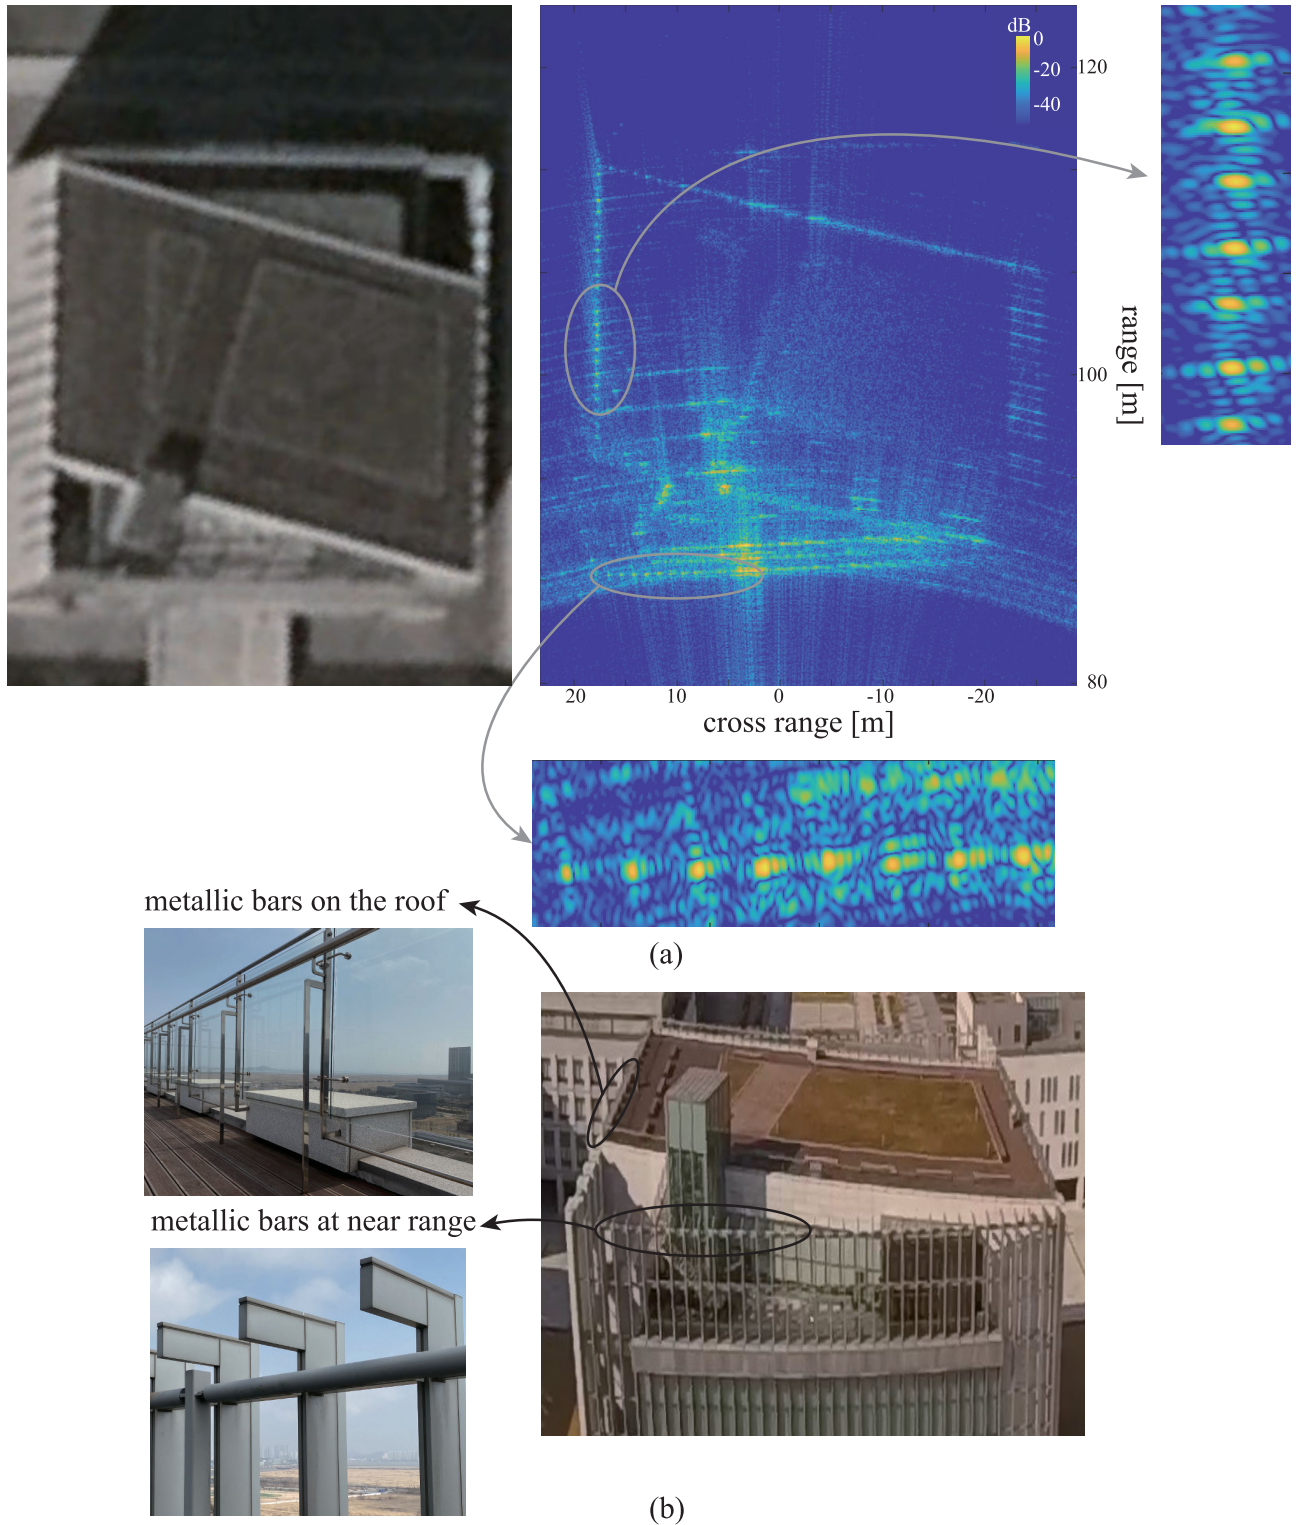 dB
0
-20
-40
120
100
80
range [m]
20 10 0 -10 -20
cross range [m]
(a)
metallic bars on the roof
metallic bars at near range
(b)